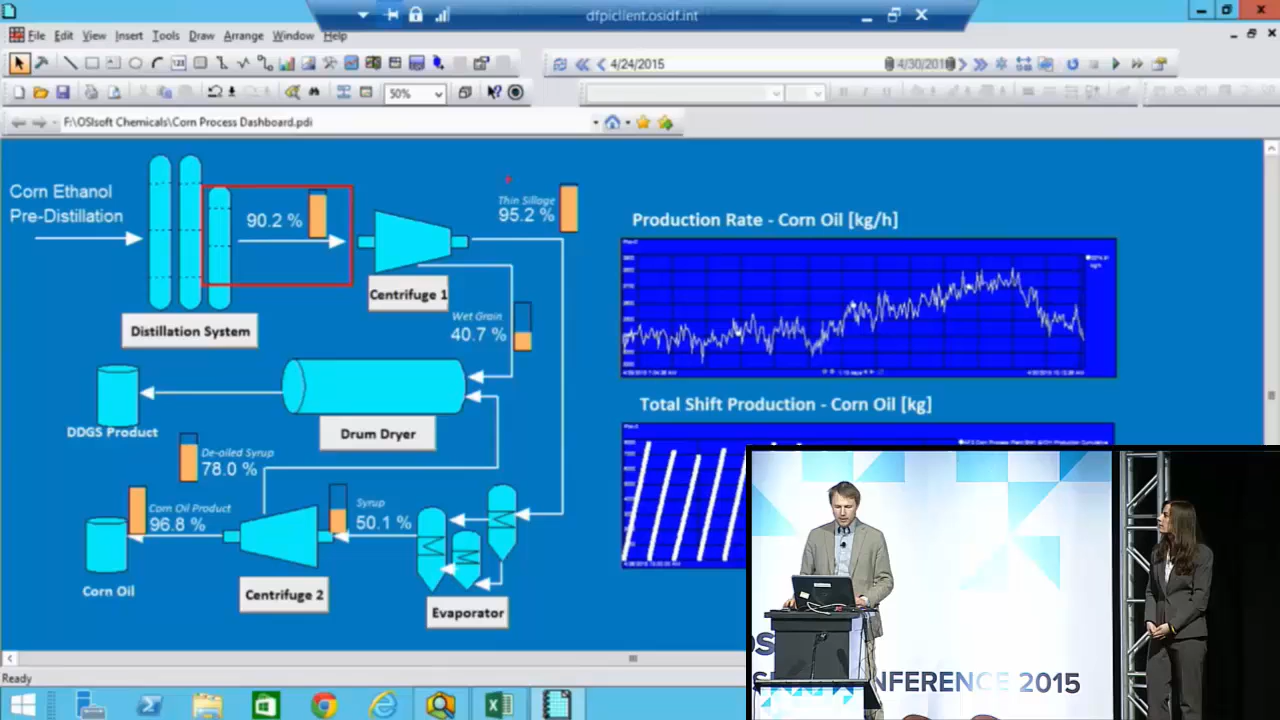 dfpiclient.osidf.int
File Edit View Insert Tools Draw Arrange Window Help
4/24/2015
4/30/2015
50%
F:\OSIsoft Chemicals\Corn Process Dashboard.pdi
Corn Ethanol
Pre-Distillation
90.2 %
Thin Sillage
95.2 %
Production Rate - Corn Oil [kg/h]
Centrifuge 1
Distillation System
Wet Grain
40.7 %
DDGS Product
Drum Dryer
Total Shift Production - Corn Oil [kg]
De-oiled Syrup
78.0 %
Corn Oil Product
96.8 %
Syrup
50.1 %
Corn Oil
Centrifuge 2
Evaporator
NFERENCE 2015
Ready